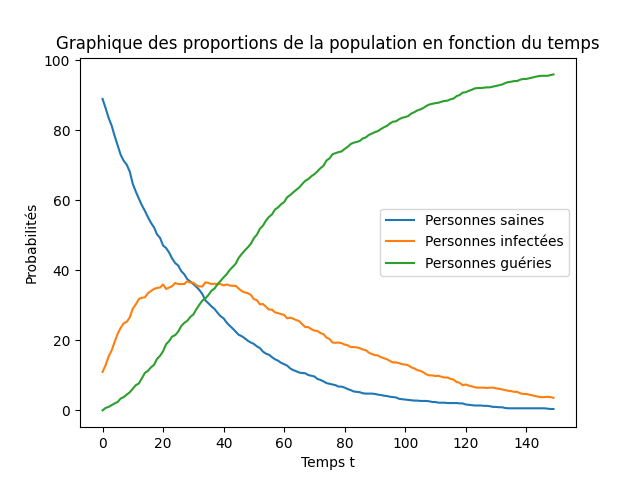 Graphique des proportions de la population en fonction du temps
100
80
60
40
20
0
Probabilités
Personnes saines
Personnes infectées
Personnes guéries
0 20 40 60 80 100 120 140
Temps t